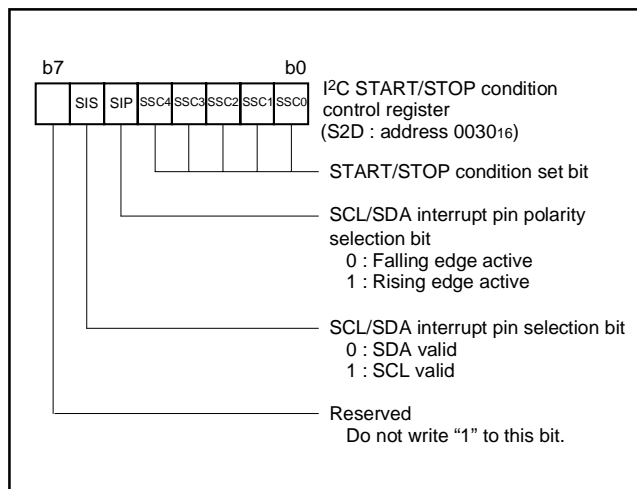 b7 b0
SIS SIP SSC4 SSC3 SSC2 SSC1 SSC0
I²C START/STOP condition
control register
(S2D : address 0030₁₆)
START/STOP condition set bit
SCL/SDA interrupt pin polarity
selection bit
0 : Falling edge active
1 : Rising edge active
SCL/SDA interrupt pin selection bit
0 : SDA valid
1 : SCL valid
Reserved
Do not write “1” to this bit.